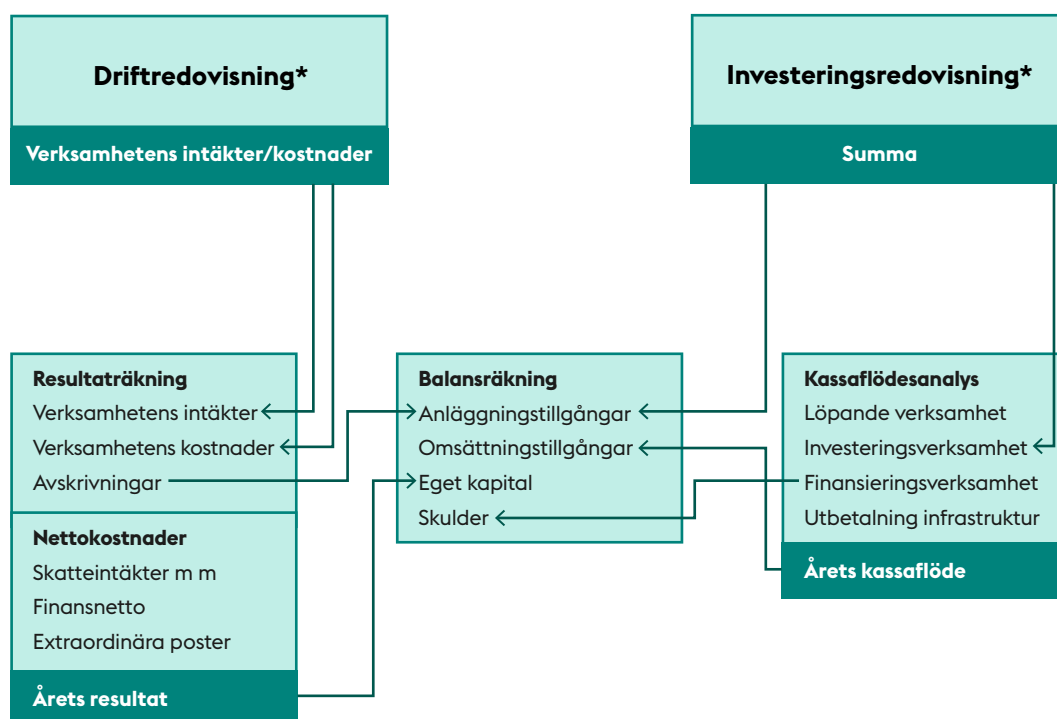 Driftredovisning*
Verksamhetens intäkter/kostnader
Investeringsredovisning*
Summa
Resultaträkning
Verksamhetens intäkter
Verksamhetens kostnader
Avskrivningar
Nettokostnader
Skatteintäkter m m
Finansnetto
Extraordinära poster
Årets resultat
Balansräkning
Anläggningstillgångar
Omsättningstillgångar
Eget kapital
Skulder
Kassaflödesanalys
Löpande verksamhet
Investeringsverksamhet
Finansieringsverksamhet
Utbetalning infrastruktur
Årets kassaflöde